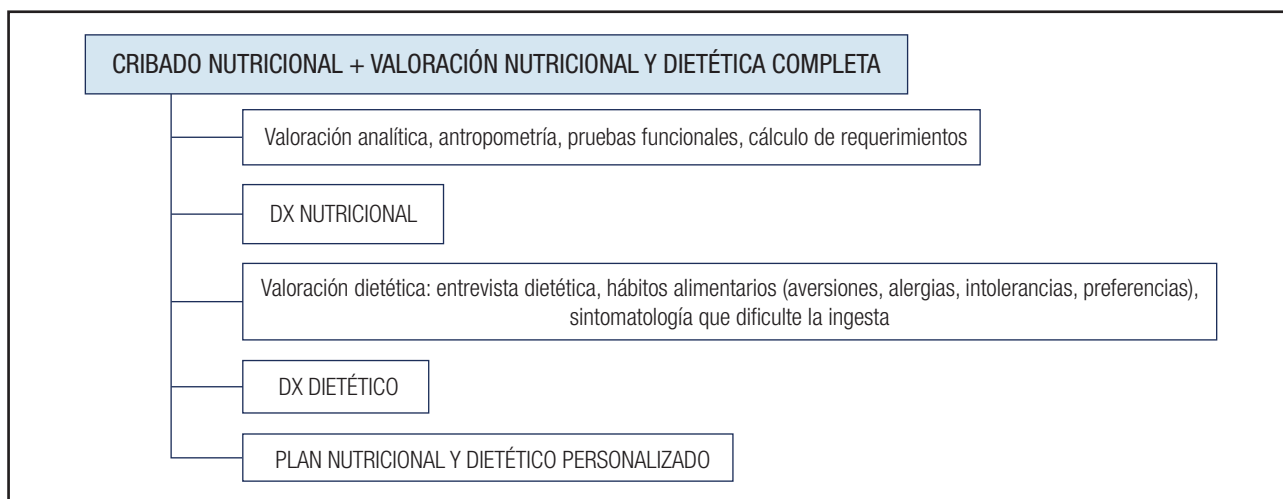 CRIBADO NUTRICIONAL + VALORACIÓN NUTRICIONAL Y DIETÉTICA COMPLETA
Valoración analítica, antropometría, pruebas funcionales, cálculo de requerimientos
DX NUTRICIONAL
Valoración dietética: entrevista dietética, hábitos alimentarios (aversiones, alergias, intolerancias, preferencias),
sintomatología que dificulte la ingesta
DX DIETÉTICO
PLAN NUTRICIONAL Y DIETÉTICO PERSONALIZADO